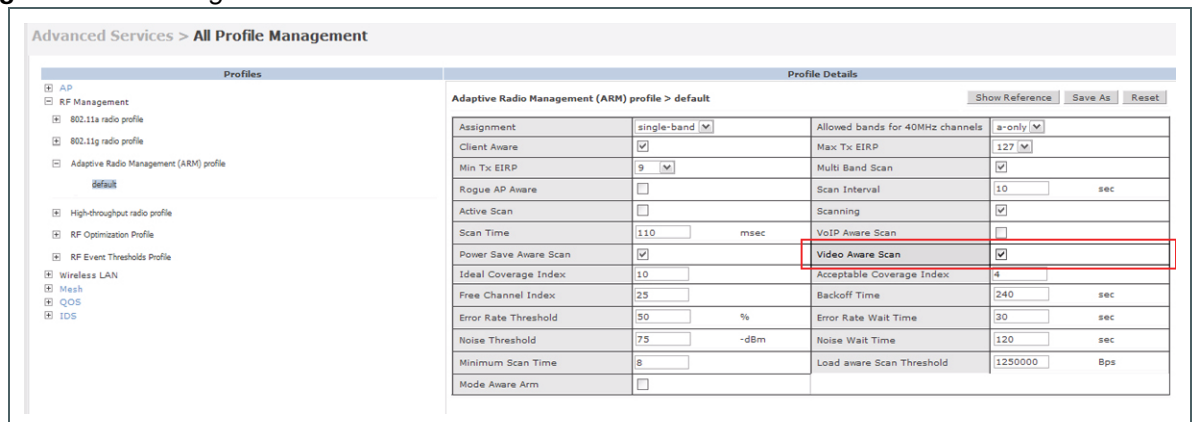 Advanced Services > All Profile Management
Profiles
AP
RF Management
802.11a radio profile
802.11g radio profile
Adaptive Radio Management (ARM) profile
default
High-throughput radio profile
RF Optimization Profile
RF Event Thresholds Profile
Wireless LAN
Mesh
QOS
IDS
Profile Details
Adaptive Radio Management (ARM) profile > default Show Reference Save As Reset
Assignment single-band Allowed bands for 40MHz channels a-only
Client Aware Max Tx EIRP 127
Min Tx EIRP 9 Multi Band Scan
Rogue AP Aware Scan Interval 10 sec
Active Scan Scanning
Scan Time 110 msec VoIP Aware Scan
Power Save Aware Scan Video Aware Scan
Ideal Coverage Index 10 Acceptable Coverage Index 4
Free Channel Index 25 Backoff Time 240 sec
Error Rate Threshold 50 % Error Rate Wait Time 30 sec
Noise Threshold 75 -dBm Noise Wait Time 120 sec
Minimum Scan Time 8 Load aware Scan Threshold 1250000 Bps
Mode Aware Arm